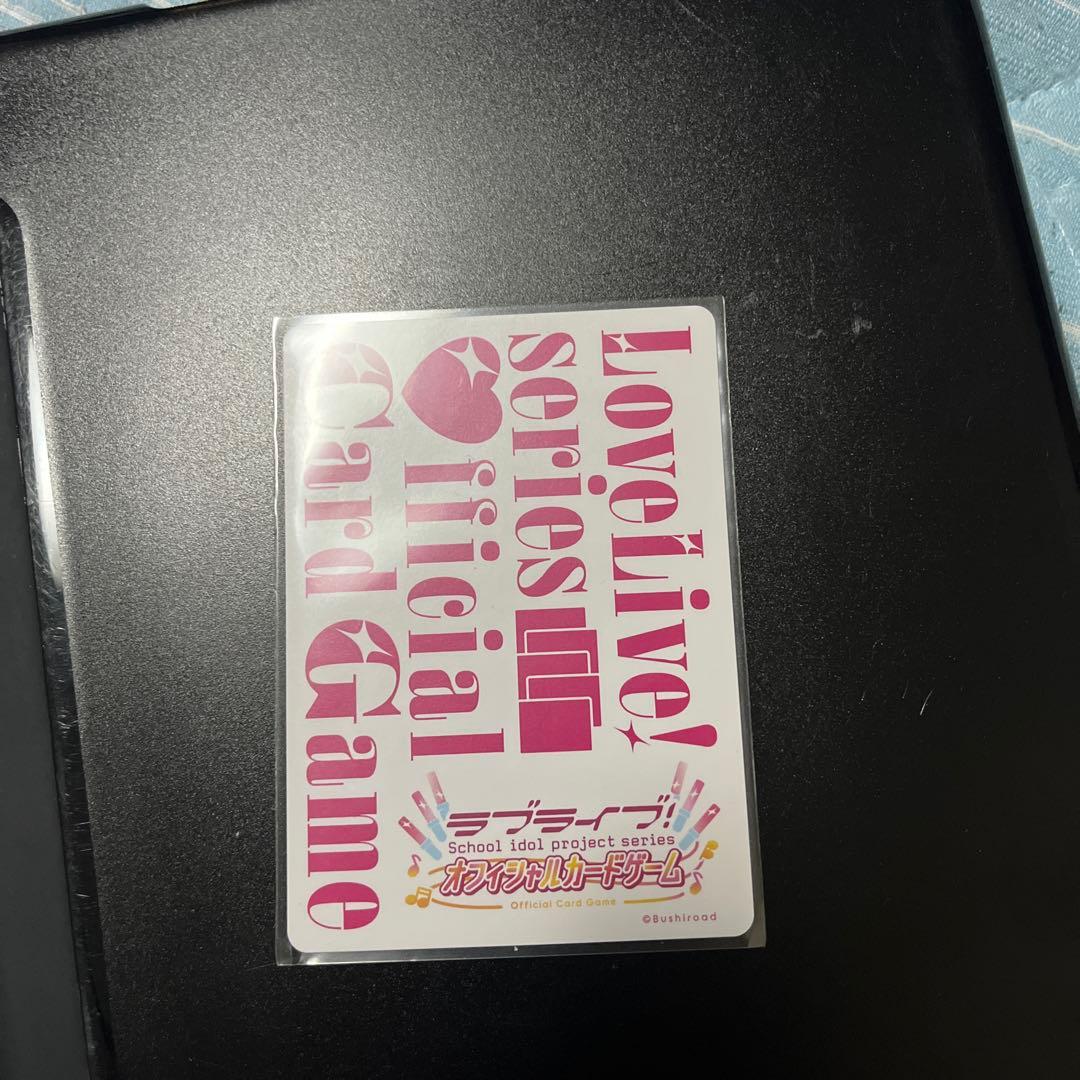 LoveLive!
series
♥fficial
Card Game
ラブライブ!
School idol project series
オフィシャルカードゲーム
Official Card Game
©Bushiroad